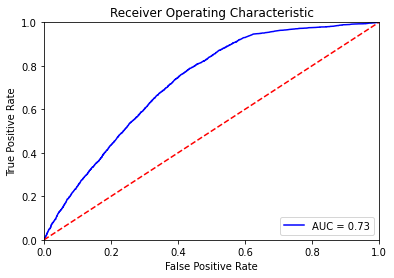 Receiver Operating Characteristic
1.0
0.8
0.6
0.4
0.2
0.0
True Positive Rate
AUC = 0.73
0.0 0.2 0.4 0.6 0.8 1.0
False Positive Rate